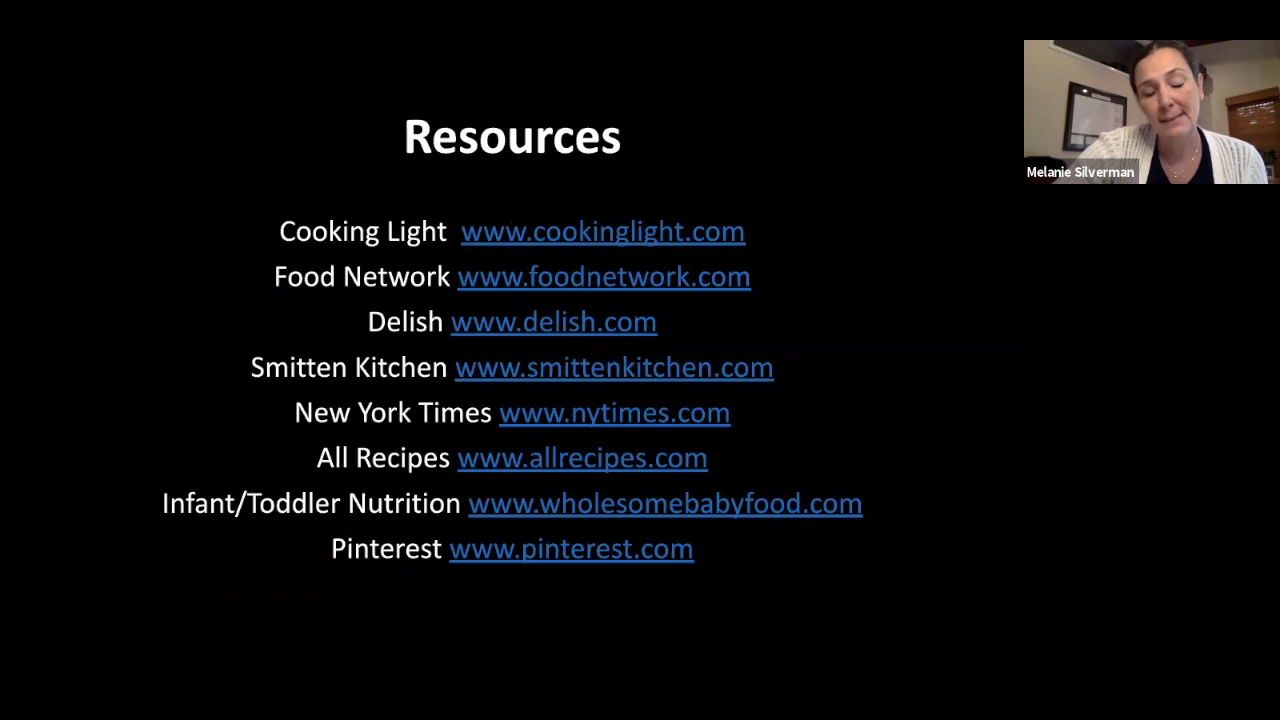 Resources
Cooking Light www.cookinglight.com
Food Network www.foodnetwork.com
Delish www.delish.com
Smitten Kitchen www.smittenkitchen.com
New York Times www.nytimes.com
All Recipes www.allrecipes.com
Infant/Toddler Nutrition www.wholesomebabyfood.com
Pinterest www.pinterest.com
Melanie Silverman